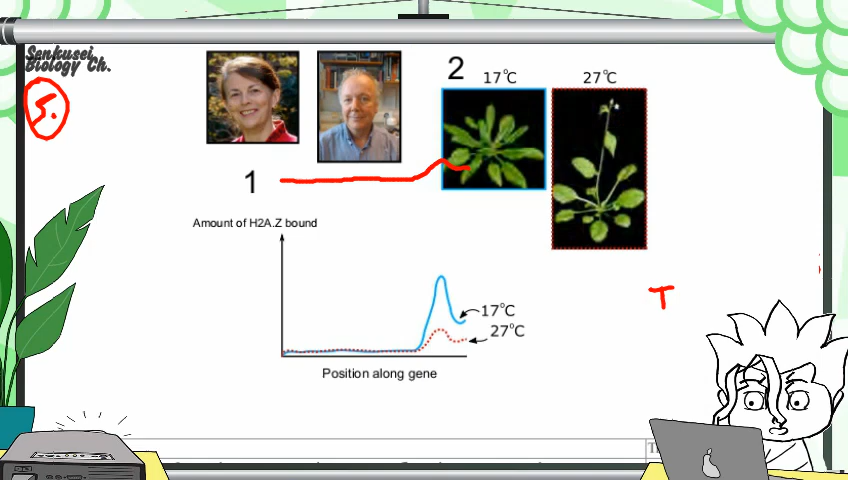 Senkusei
Biology Ch.
5.
2
17°C
27°C
1
Amount of H2A.Z bound
17°C
27°C
Position along gene
T